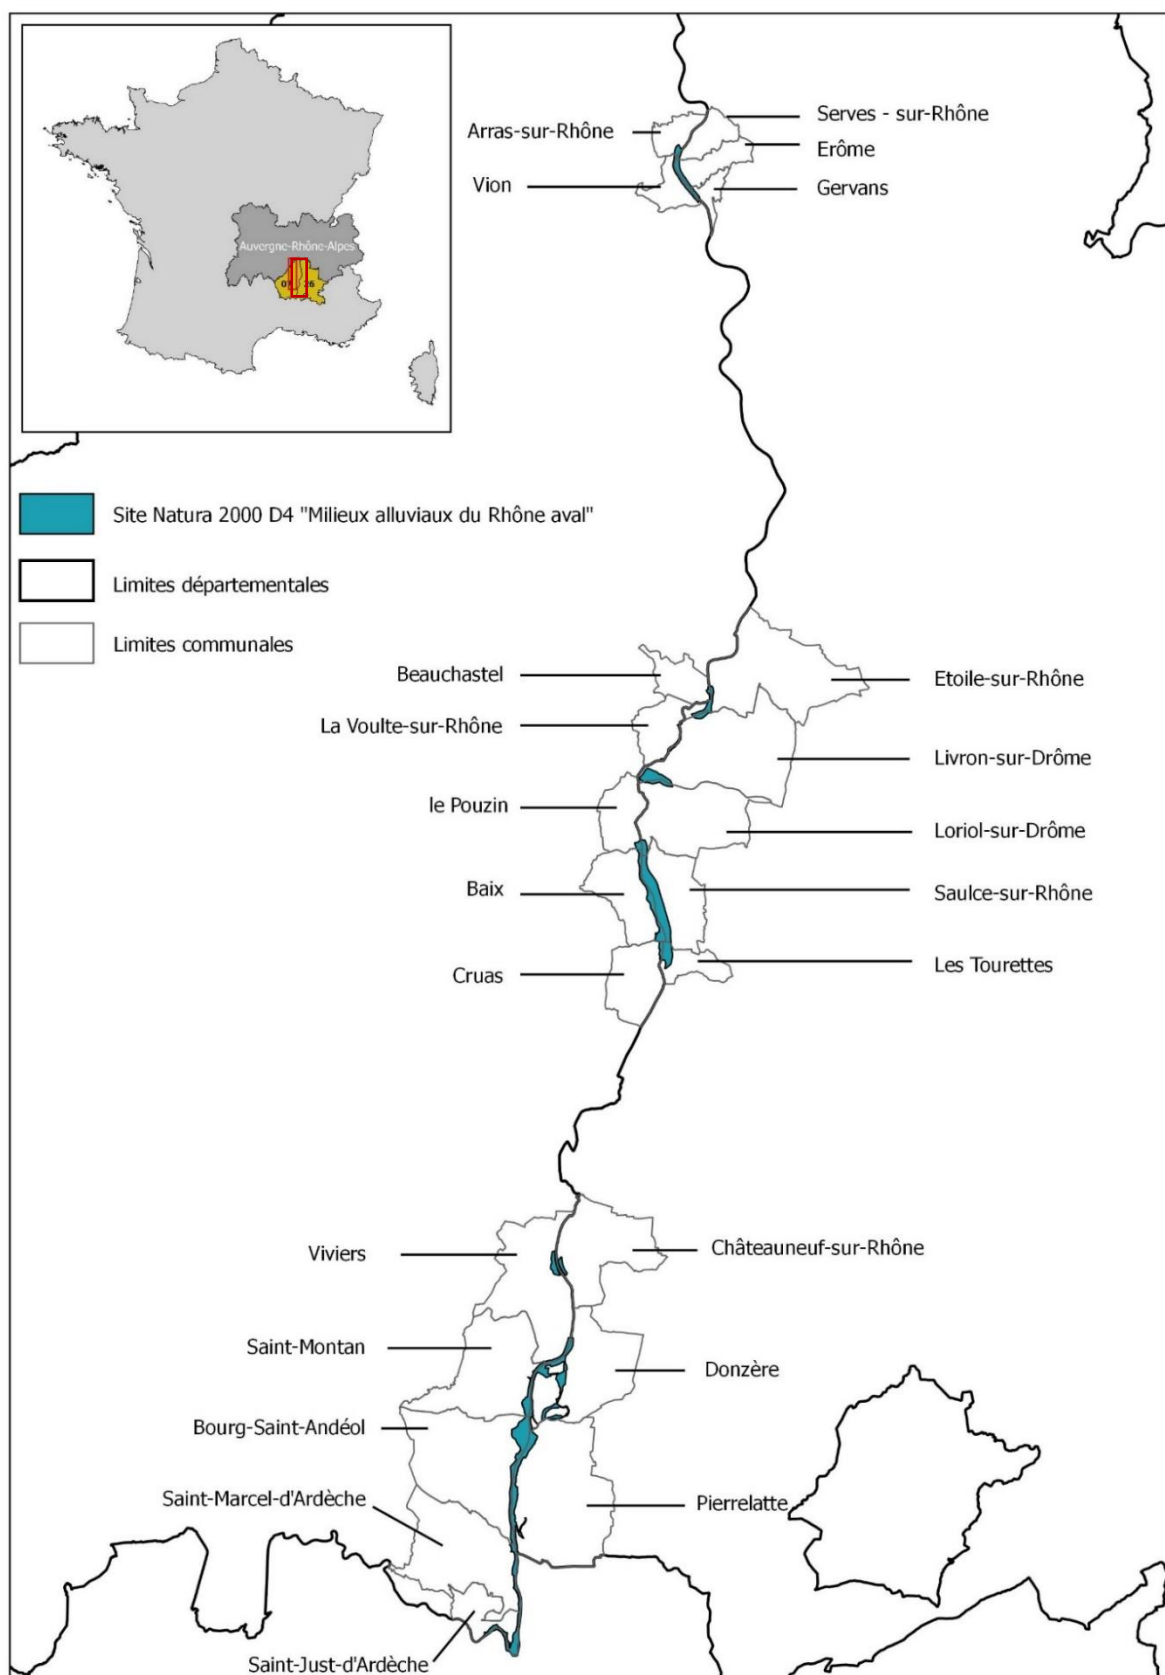 Auvergne-Rhône-Alpes
07 26
Arras-sur-Rhône
Serves - sur-Rhône
Erôme
Vion
Gervans
Site Natura 2000 D4 "Milieux alluviaux du Rhône aval"
Limites départementales
Limites communales
Beauchastel
Etoile-sur-Rhône
La Voulte-sur-Rhône
Livron-sur-Drôme
le Pouzin
Loriol-sur-Drôme
Baix
Saulce-sur-Rhône
Cruas
Les Tourettes
Viviers
Châteauneuf-sur-Rhône
Saint-Montan
Donzère
Bourg-Saint-Andéol
Saint-Marcel-d'Ardèche
Pierrelatte
Saint-Just-d'Ardèche